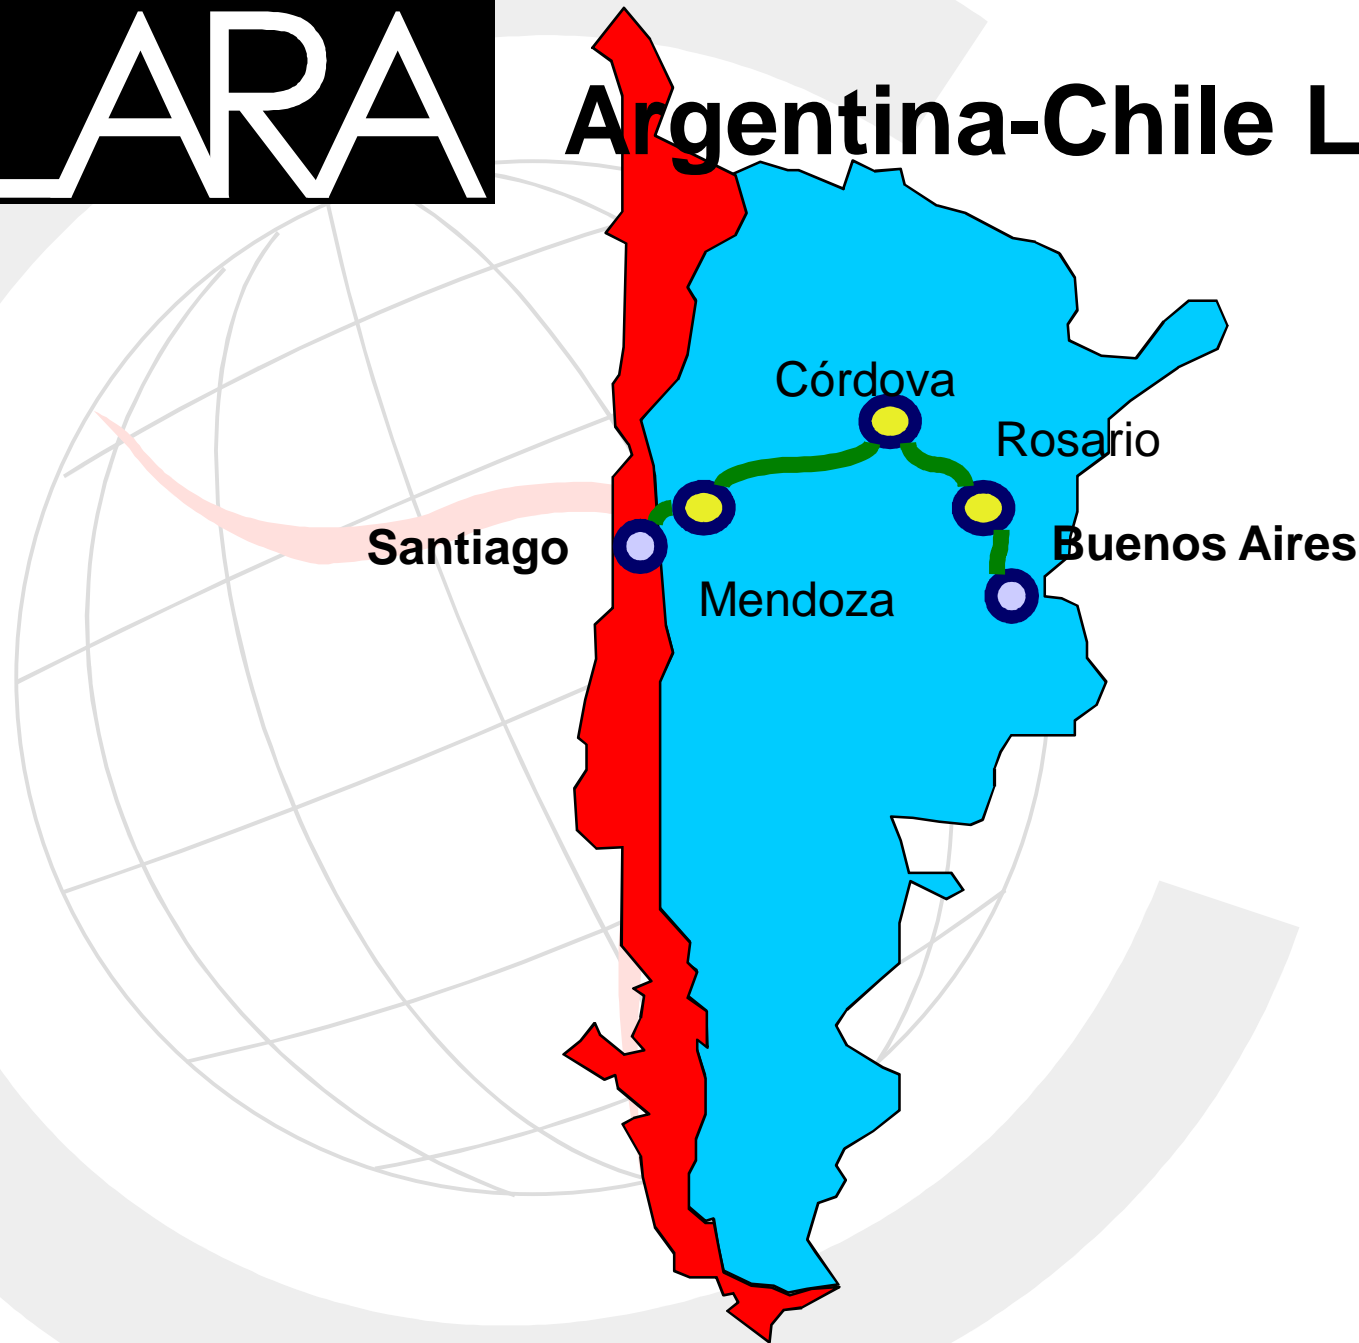 ARA
Argentina-Chile L
Córdova
Rosario
Santiago
Buenos Aires
Mendoza